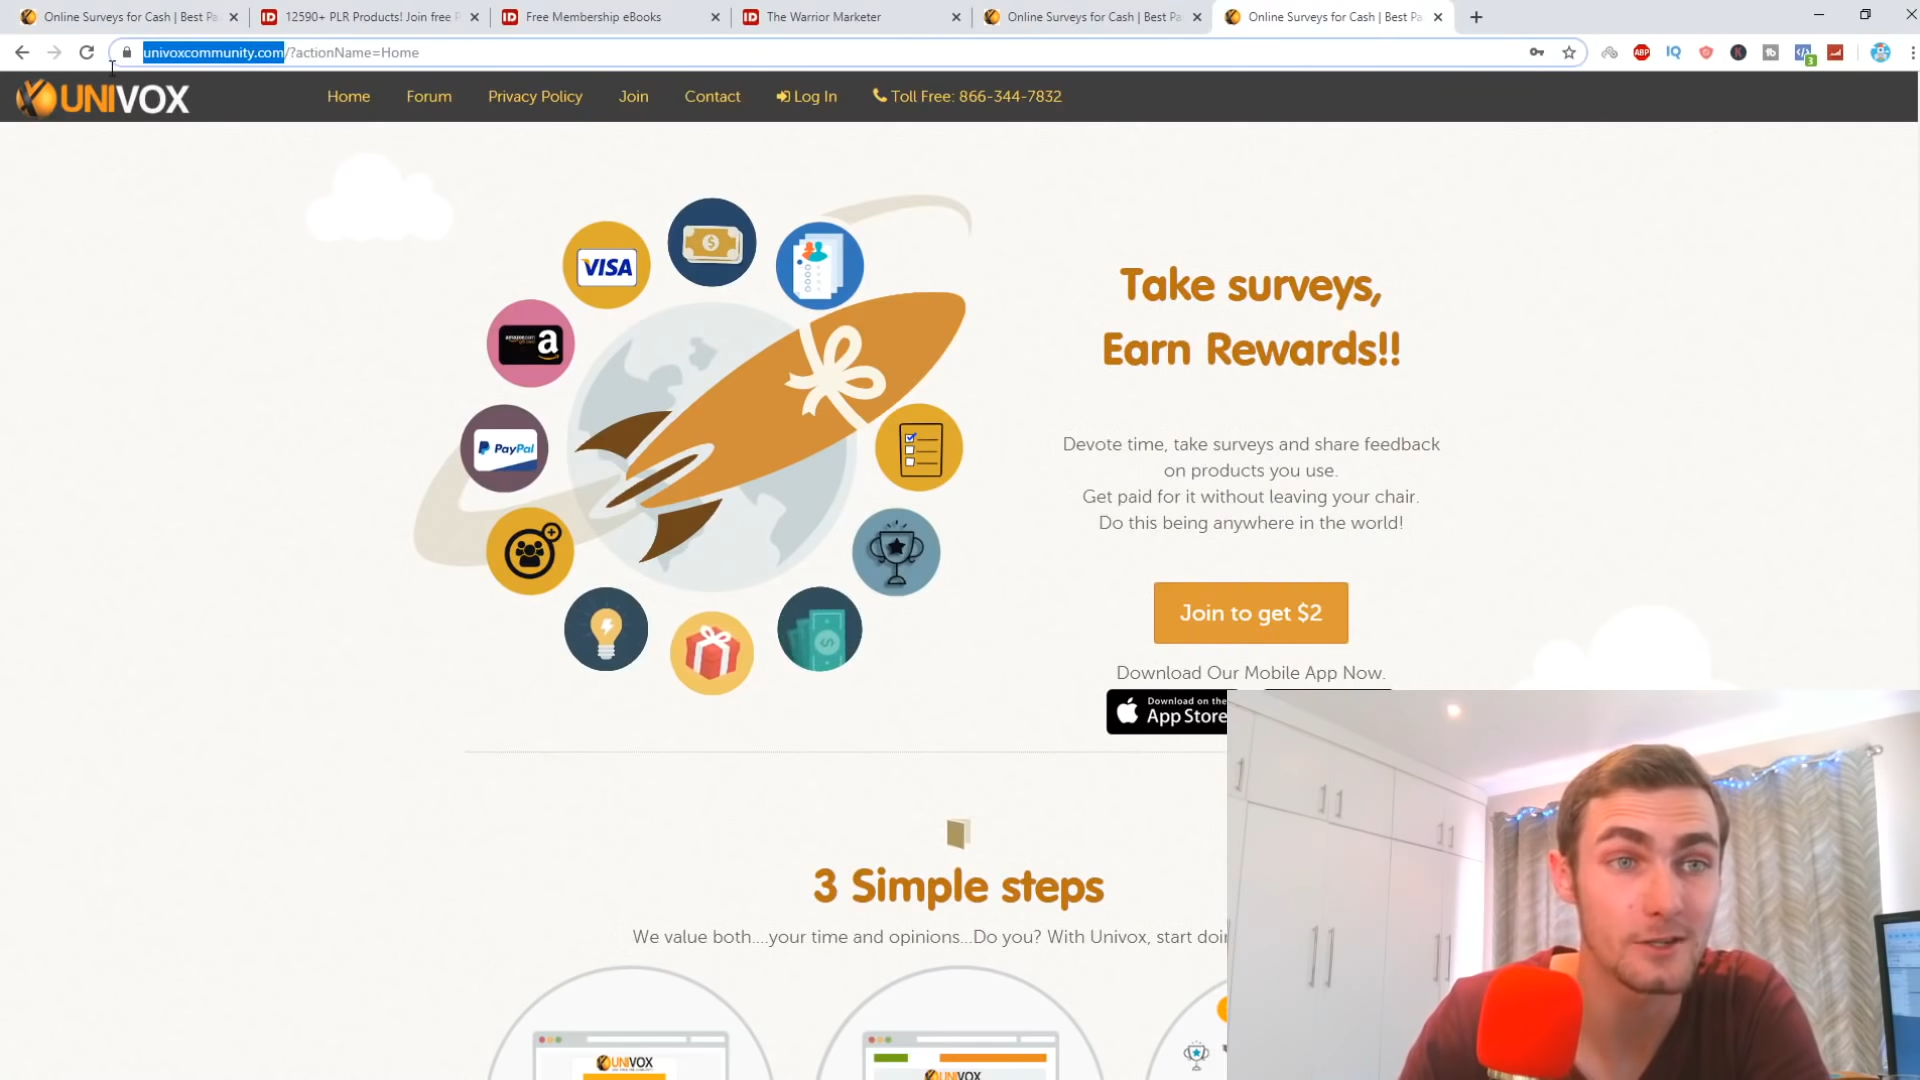 Online Surveys for Cash | Best Pa
12590+ PLR Products! Join free P
Free Membership eBooks
The Warrior Marketer
Online Surveys for Cash | Best Pa
Online Surveys for Cash | Best Pa
univoxcommunity.com/?actionName=Home
ABP
IQ
3
UNIVOX
Home
Forum
Privacy Policy
Join
Contact
Log In
Toll Free: 866-344-7832
VISA
a
PayPal
Take surveys,
Earn Rewards!!
Devote time, take surveys and share feedback
on products you use.
Get paid for it without leaving your chair.
Do this being anywhere in the world!
Join to get $2
Download Our Mobile App Now.
Download on the
App Store
3 Simple steps
We value both....your time and opinions...Do you? With Univox, start doin
UNIVOX
UNIVOX